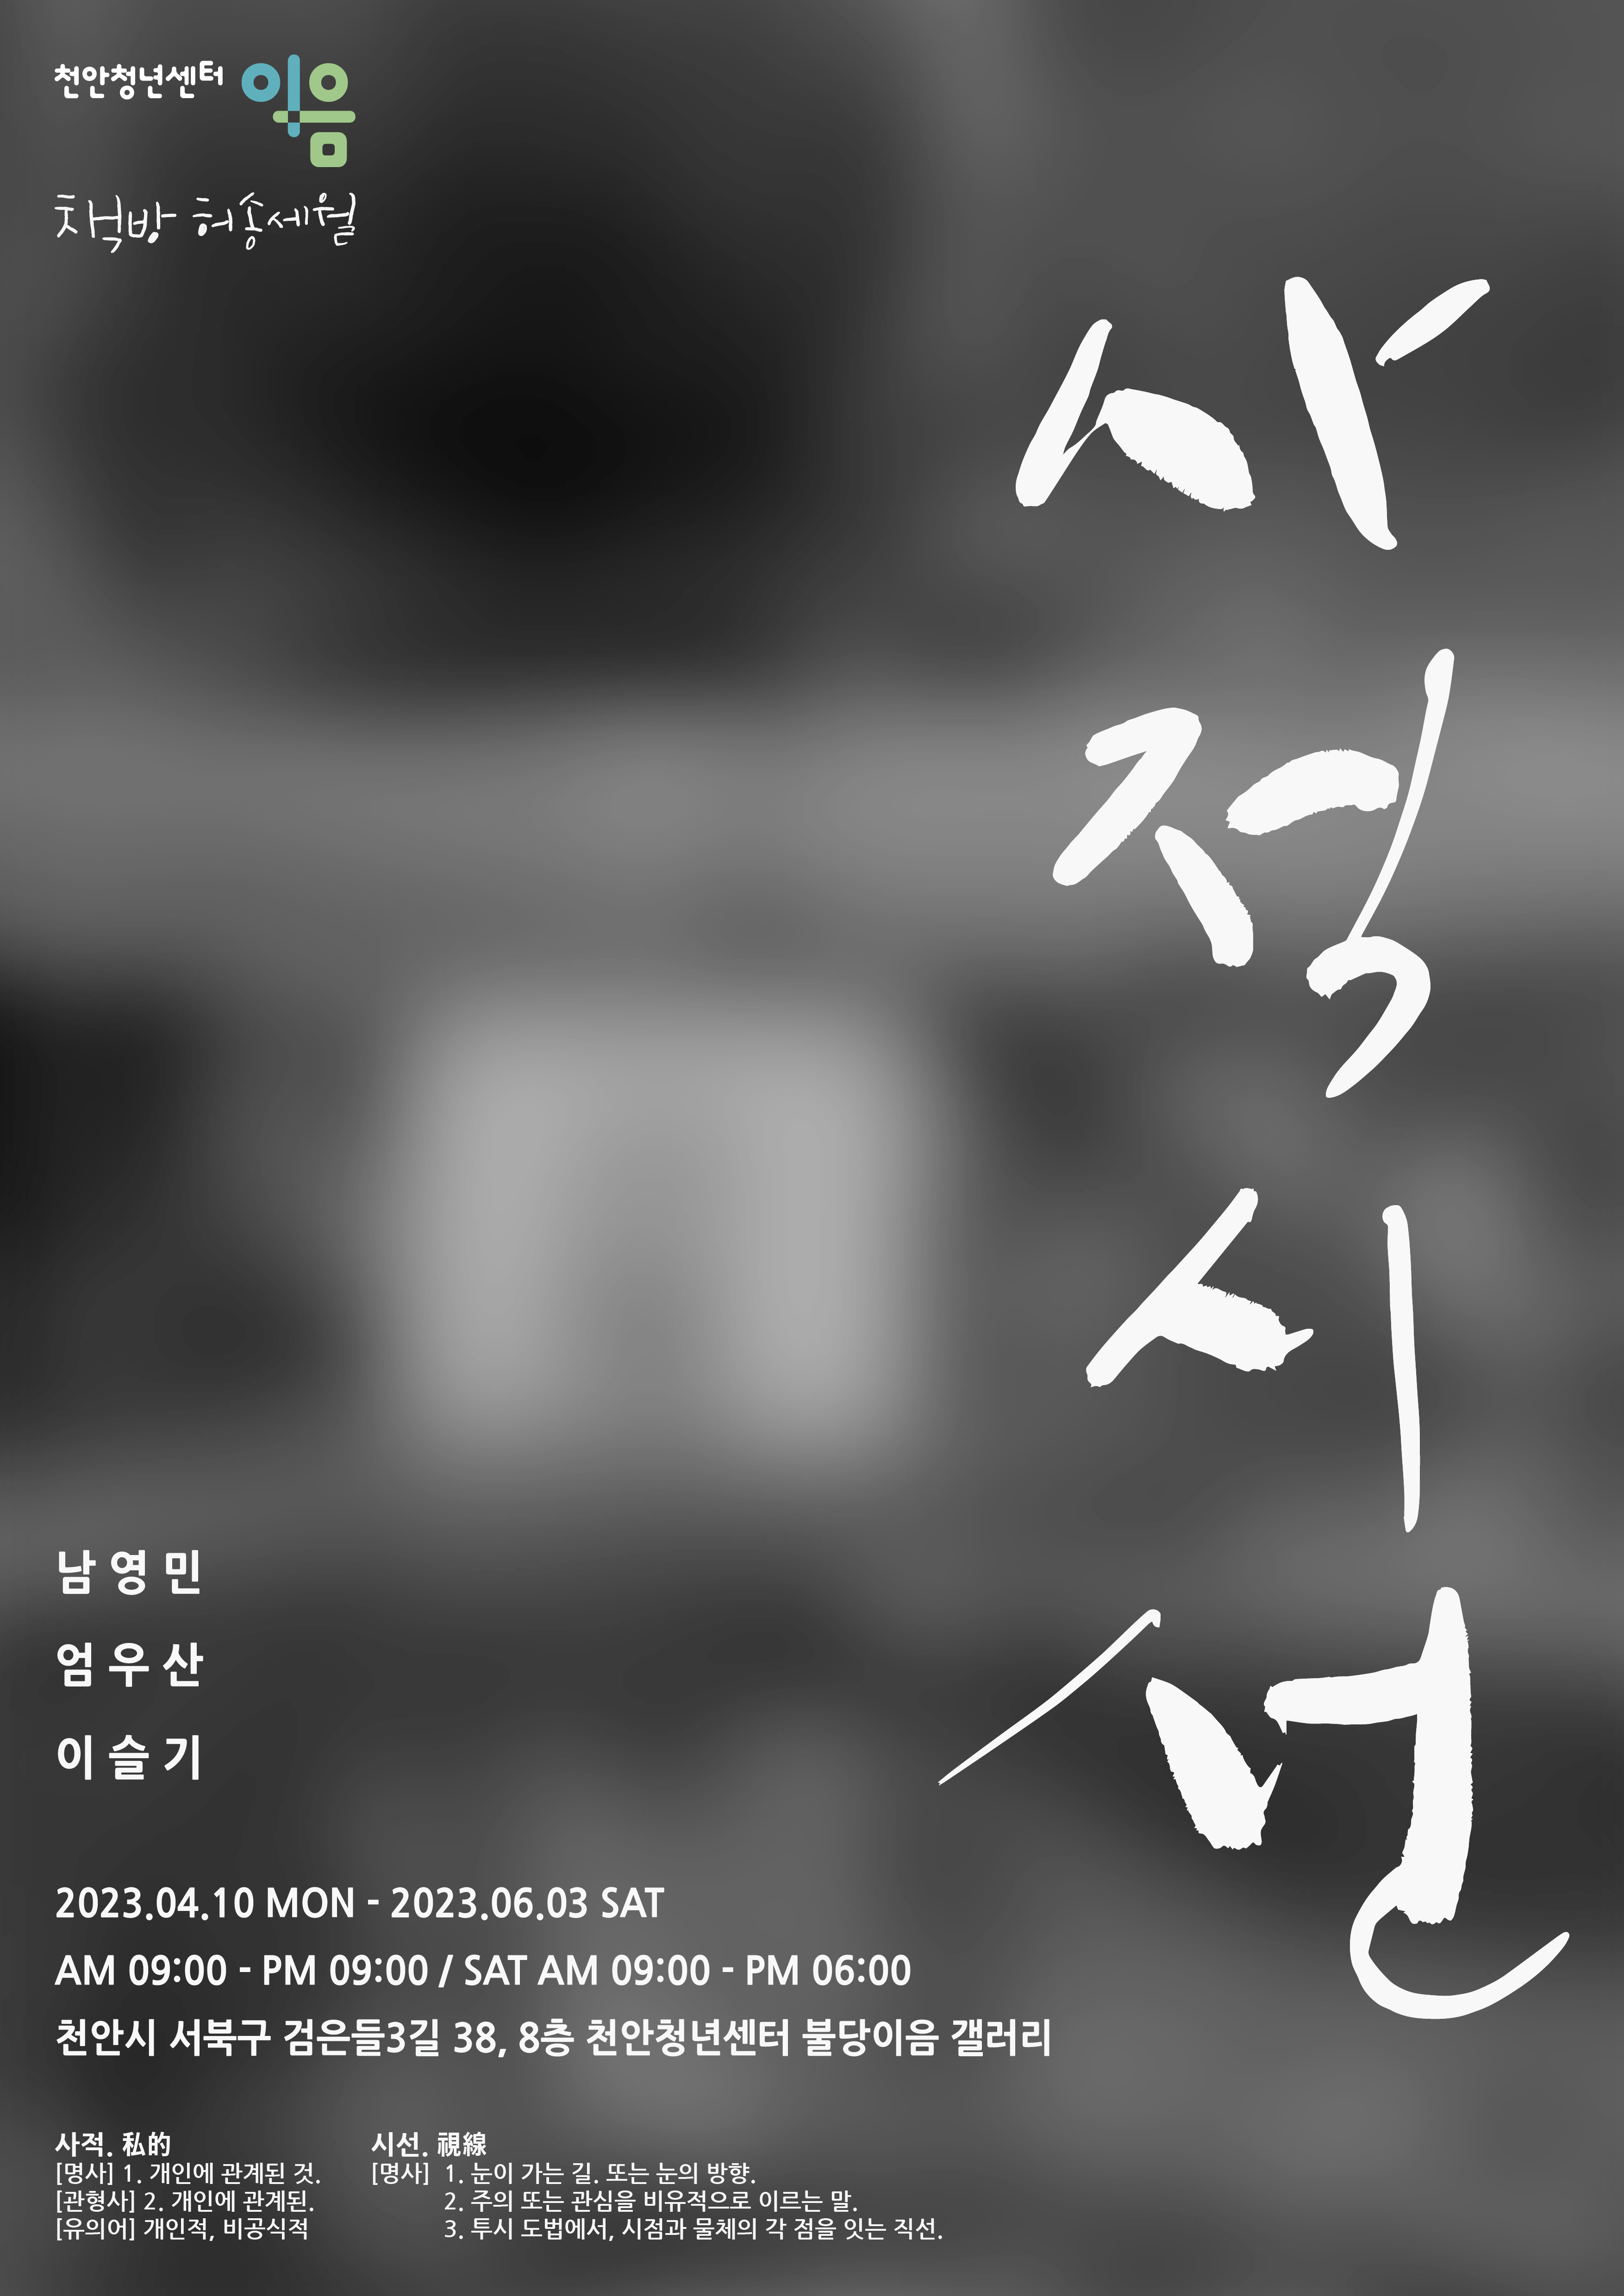 천안청년센터 이음
책방 허송세월
사적시선
남영민
엄우산
이슬기
2023.04.10 MON - 2023.06.03 SAT
AM 09:00 - PM 09:00 / SAT AM 09:00 - PM 06:00
천안시 서북구 검은들3길 38, 8층 천안청년센터 불당이음 갤러리
사적. 私的
[명사] 1. 개인에 관계된 것.
[관형사] 2. 개인에 관계된.
[유의어] 개인적, 비공식적
시선. 視線
[명사] 1. 눈이 가는 길. 또는 눈의 방향.
2. 주의 또는 관심을 비유적으로 이르는 말.
3. 투시 도법에서, 시점과 물체의 각 점을 잇는 직선.